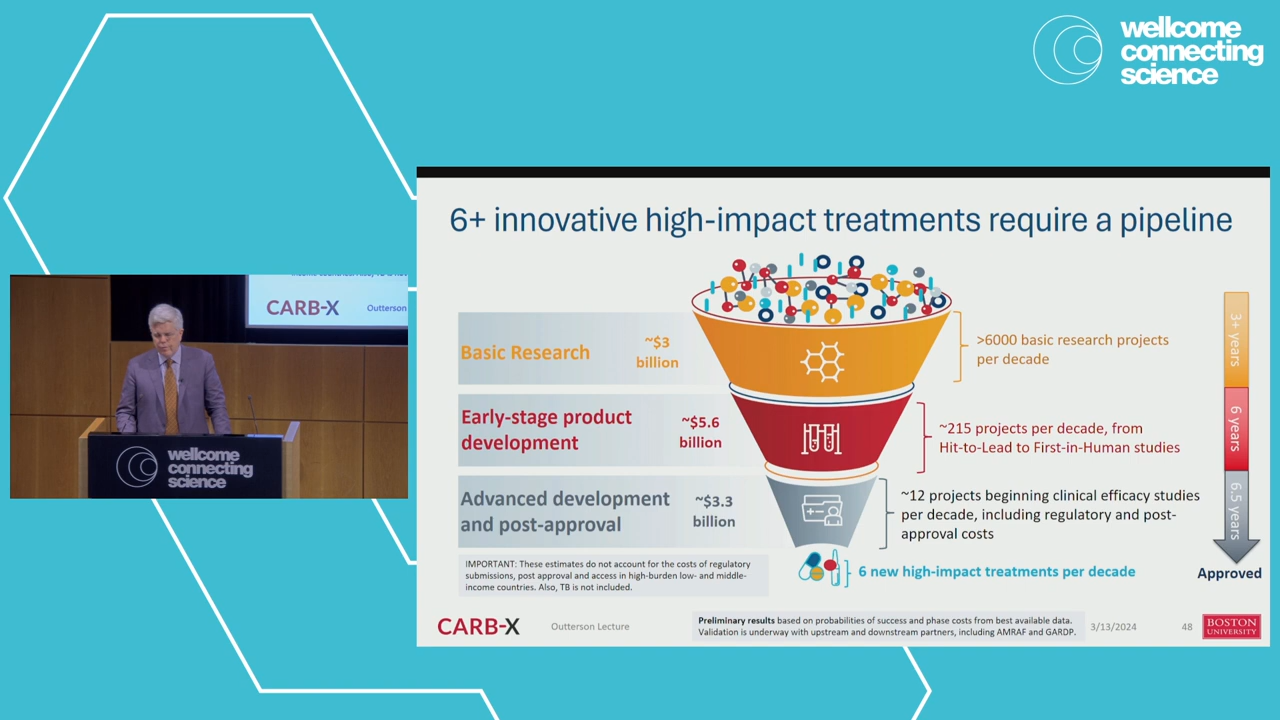 wellcome
connecting
science
6+ innovative high-impact treatments require a pipeline
Basic Research
~$3
billion
>6000 basic research projects
per decade
3+ years
Early-stage product
development
~$5.6
billion
~215 projects per decade, from
Hit-to-Lead to First-in-Human studies
6 years
Advanced development
and post-approval
~$3.3
billion
~12 projects beginning clinical efficacy studies
per decade, including regulatory and post-
approval costs
6.5 years
Approved
6 new high-impact treatments per decade
IMPORTANT: These estimates do not account for the costs of regulatory
submissions, post approval and access in high-burden low- and middle-
income countries. Also, TB is not included.
CARB-X
Outterson Lecture
Preliminary results based on probabilities of success and phase costs from best available data.
Validation is underway with upstream and downstream partners, including AMRAF and GARDP.
3/13/2024
48
BOSTON
UNIVERSITY
CARB-X
Outterson
wellcome
connecting
science